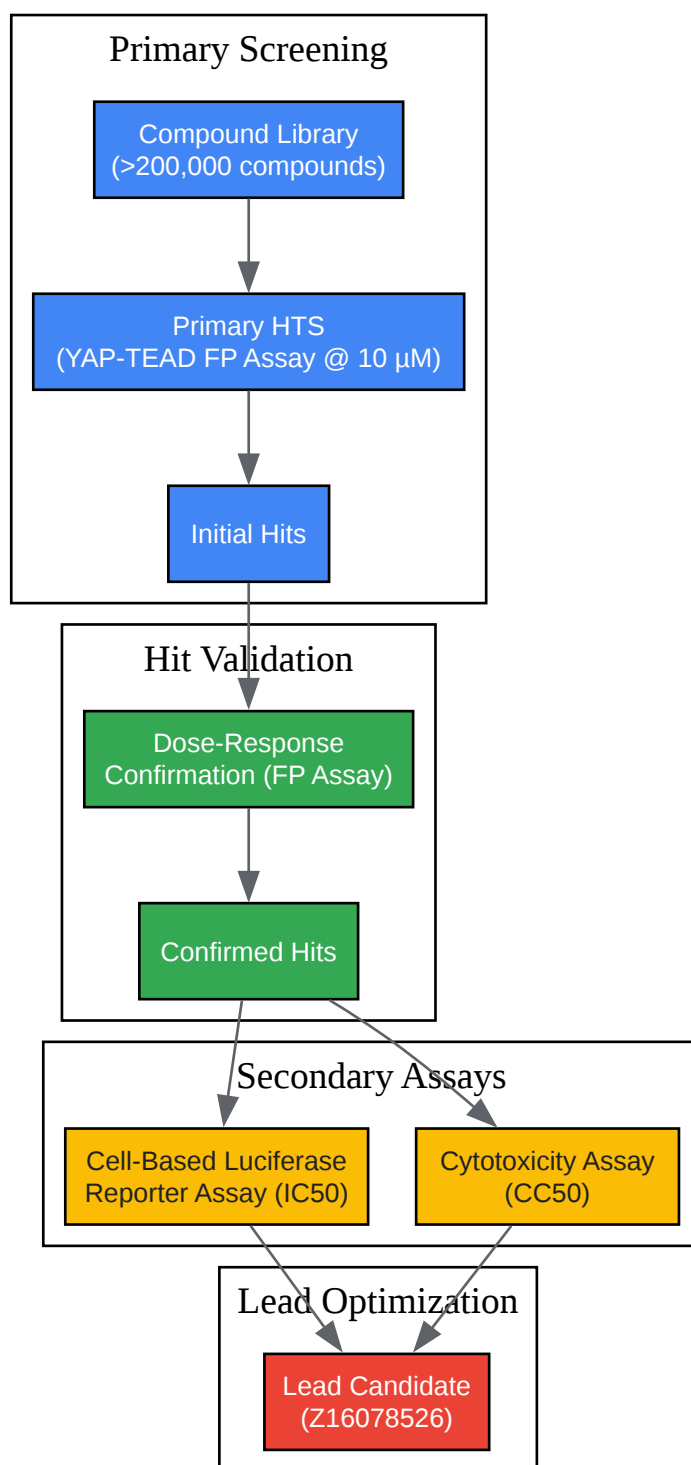 Primary Screening
Compound Library
(>200,000 compounds)
Primary HTS
(YAP-TEAD FP Assay @ 10 µM)
Initial Hits
Hit Validation
Dose-Response
Confirmation (FP Assay)
Confirmed Hits
Secondary Assays
Cell-Based Luciferase
Reporter Assay (IC50)
Cytotoxicity Assay
(CC50)
Lead Optimization
Lead Candidate
(Z16078526)